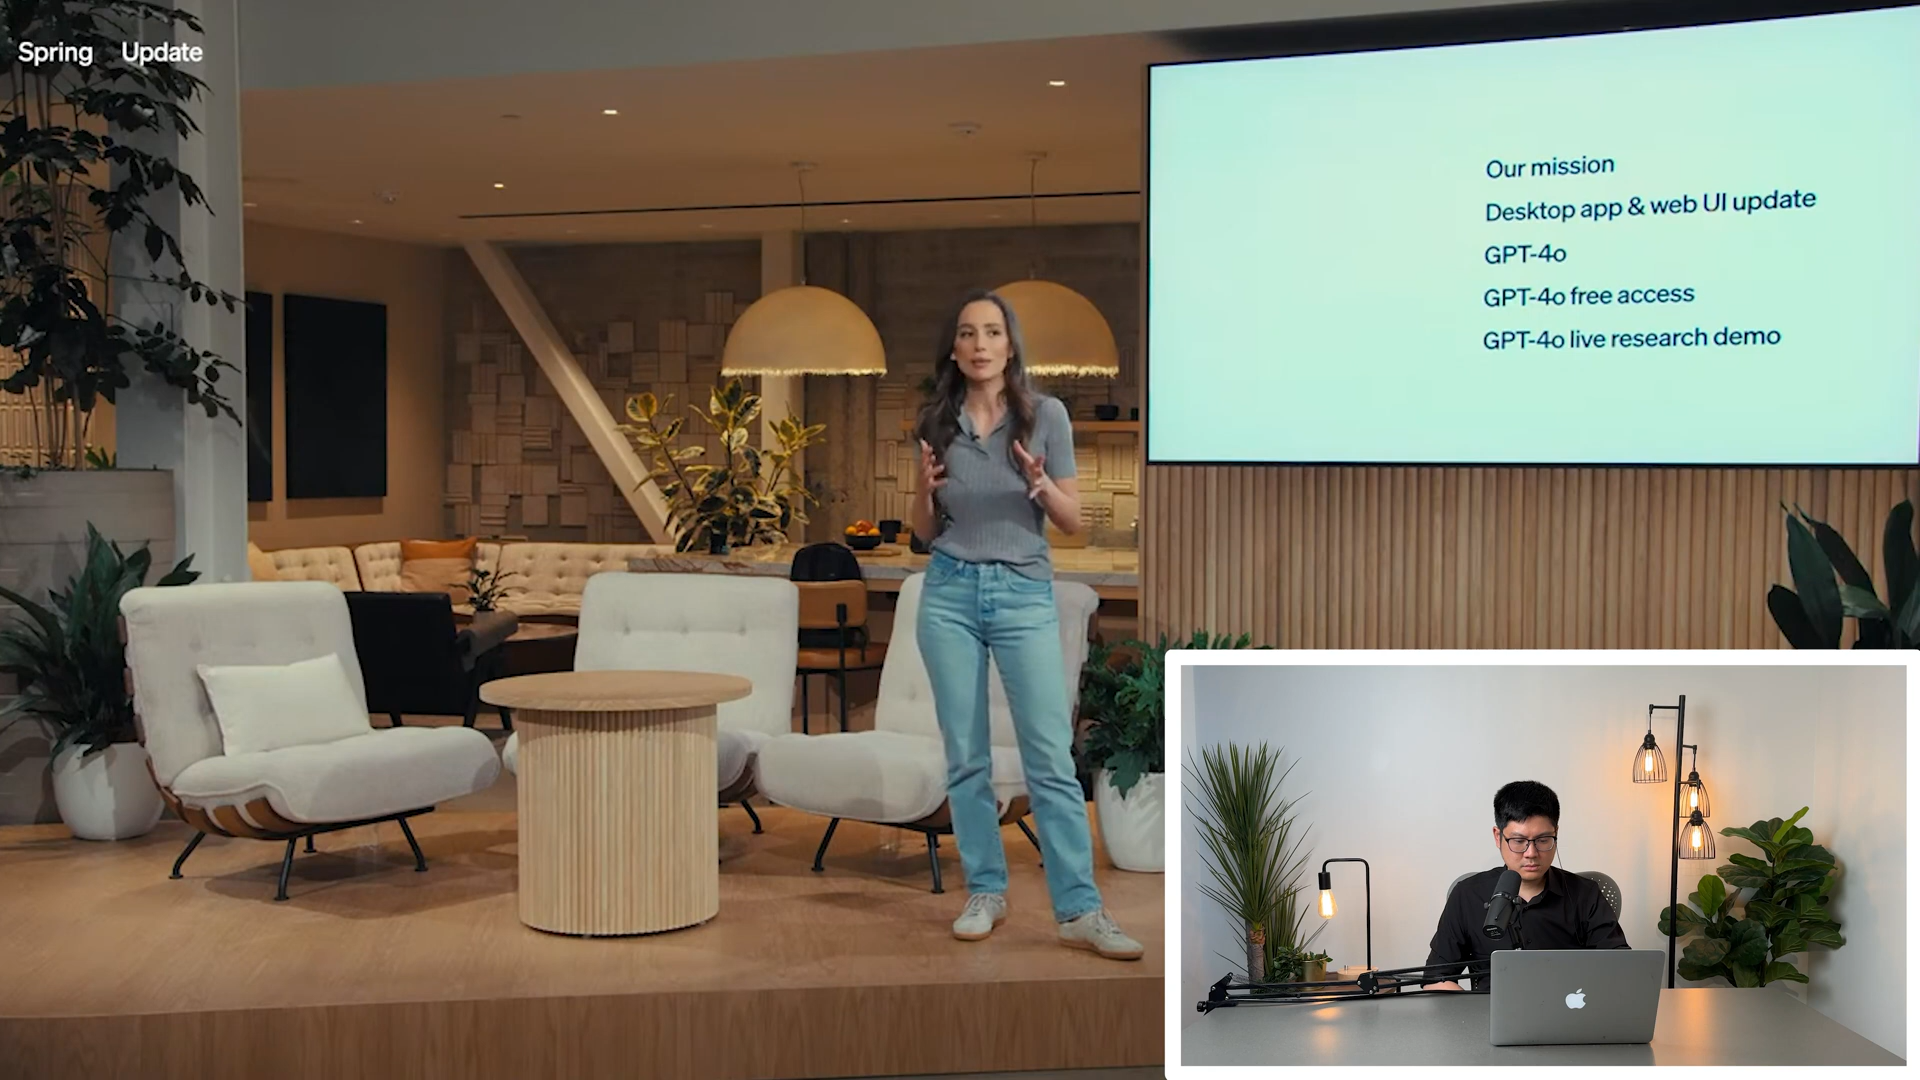 Spring Update
Our mission
Desktop app & web UI update
GPT-4o
GPT-4o free access
GPT-4o live research demo